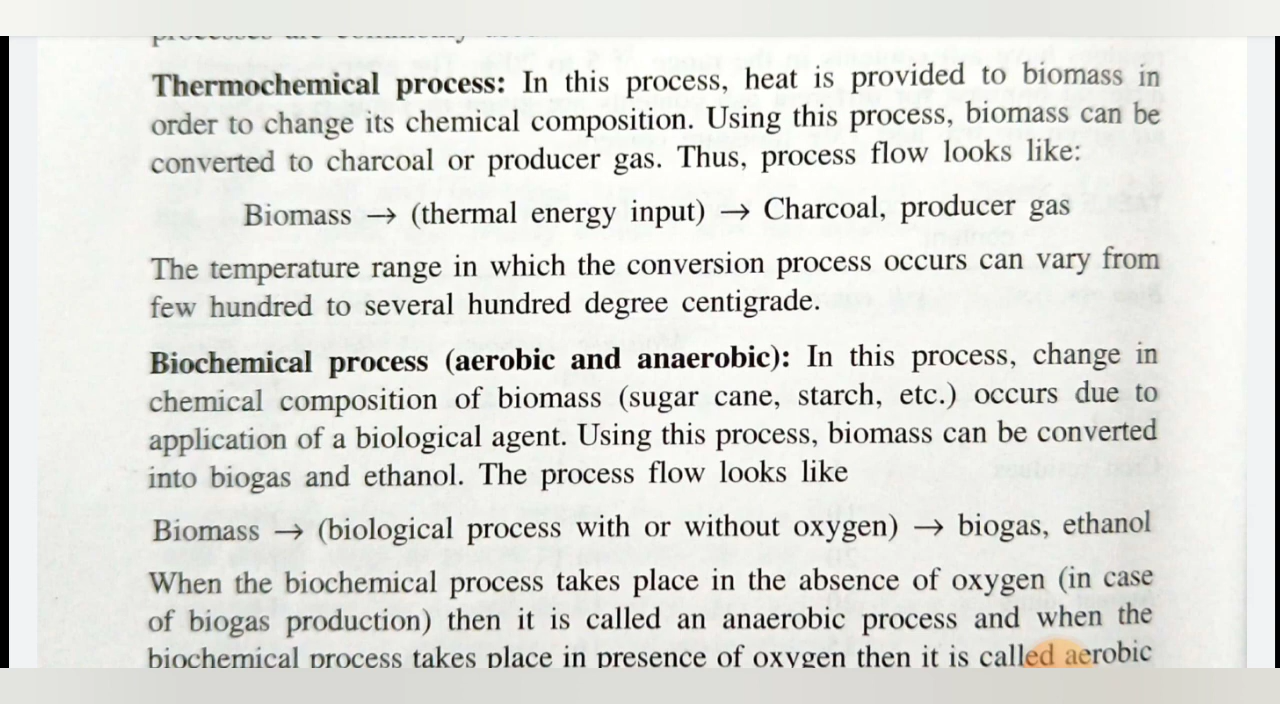 Thermochemical process: In this process, heat is provided to biomass in
order to change its chemical composition. Using this process, biomass can be
converted to charcoal or producer gas. Thus, process flow looks like:
Biomass → (thermal energy input) → Charcoal, producer gas
The temperature range in which the conversion process occurs can vary from
few hundred to several hundred degree centigrade.
Biochemical process (aerobic and anaerobic): In this process, change in
chemical composition of biomass (sugar cane, starch, etc.) occurs due to
application of a biological agent. Using this process, biomass can be converted
into biogas and ethanol. The process flow looks like
Biomass → (biological process with or without oxygen) → biogas, ethanol
When the biochemical process takes place in the absence of oxygen (in case
of biogas production) then it is called an anaerobic process and when the
biochemical process takes place in presence of oxygen then it is called aerobic